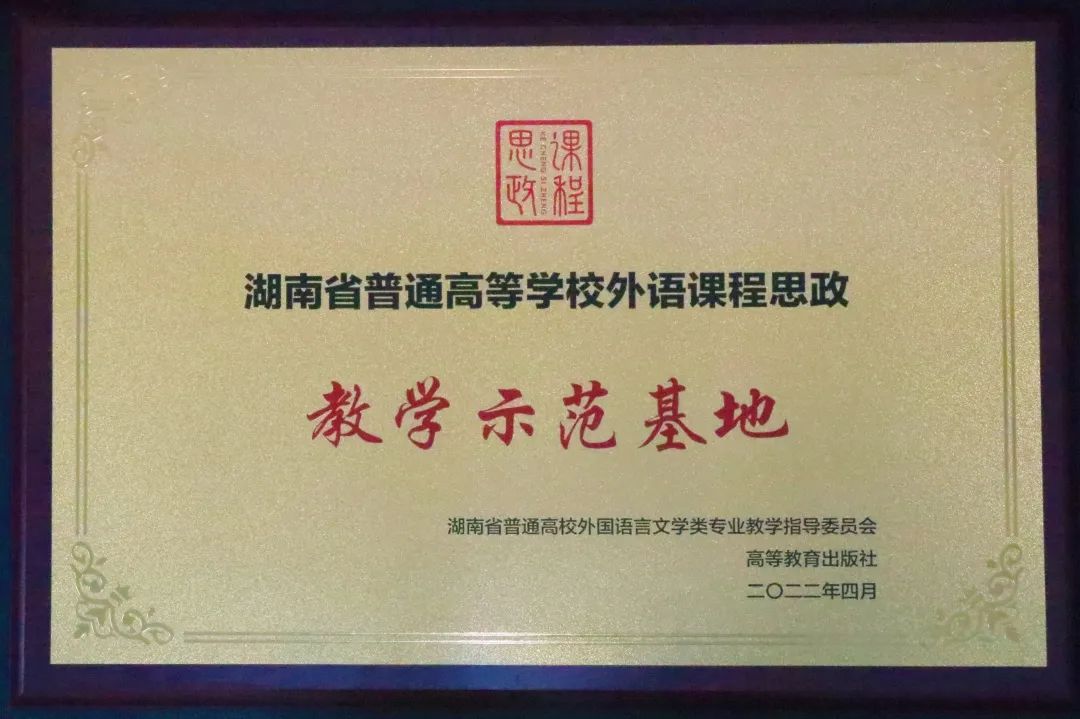 课程
思政
KE CHENG SI ZHENG
湖南省普通高等学校外语课程思政
教学示范基地
湖南省普通高校外国语言文学类专业教学指导委员会
高等教育出版社
二〇二二年四月